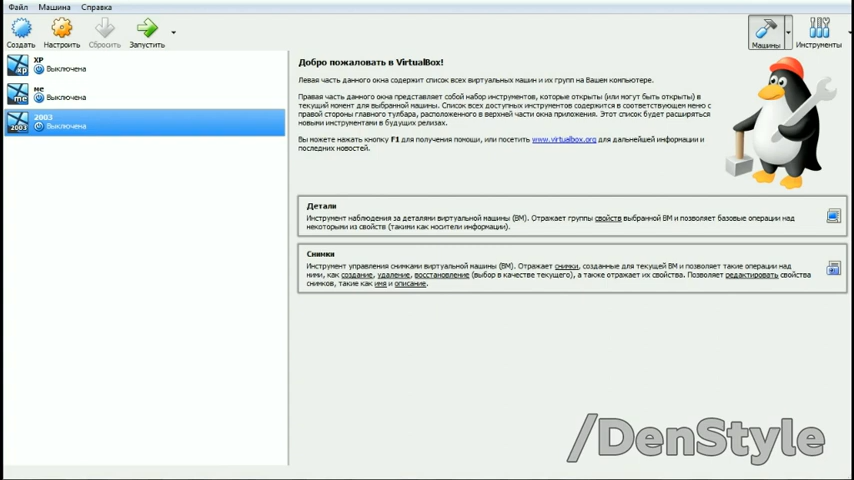 Файл Машина Справка
Создать Настроить Сбросить Запустить
Машины Инструменты
XP
Выключена
me
Выключена
2003
Выключена
xp
me
2003
Добро пожаловать в VirtualBox!
Левая часть данного окна содержит список всех виртуальных машин и их групп на Вашем компьютере.
Правая часть данного окна представляет собой набор инструментов, которые открыты (или могут быть открыты) в
текущий момент для выбранной машины. Список всех доступных инструментов содержится в соответствующем меню с
правой стороны главного тулбара, расположенного в верхней части окна приложения. Этот список будет расширяться
новыми инструментами в будущих релизах.
Вы можете нажать кнопку F1 для получения помощи, или посетить www.virtualbox.org для дальнейшей информации и
последних новостей.
Детали
Инструмент наблюдения за деталями виртуальной машины (ВМ). Отражает группы свойств выбранной ВМ и позволяет базовые операции над
некоторыми из свойств (такими как носители информации).
Снимки
Инструмент управления снимками виртуальной машины (ВМ). Отражает снимки, созданные для текущей ВМ и позволяет такие операции над
ними, как создание, удаление, восстановление (выбор в качестве текущего), а также отражает их свойства. Позволяет редактировать свойства
снимков, такие как имя и описание.
/DenStyle